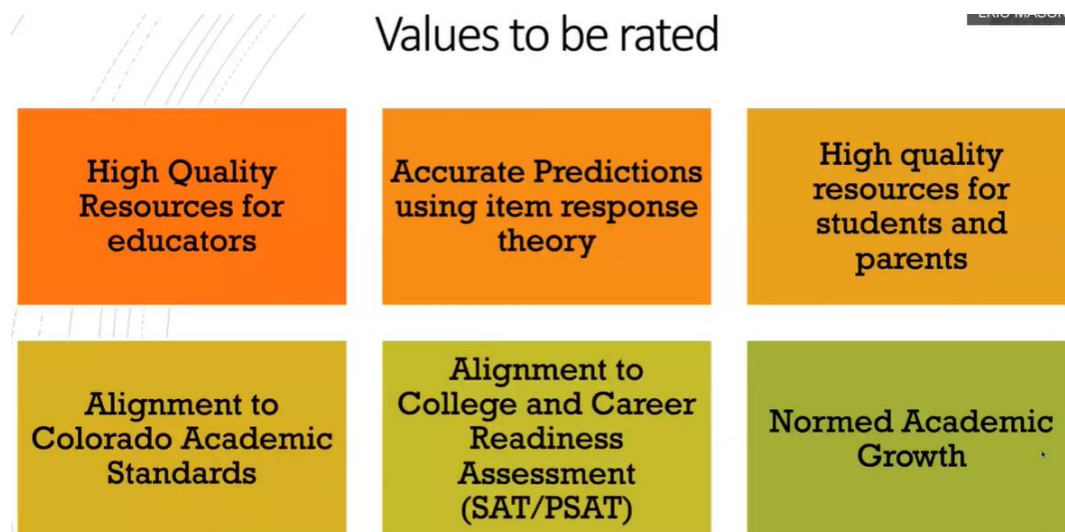 Values to be rated
High Quality
Resources for
educators
Accurate Predictions
using item response
theory
High quality
resources for
students and
parents
Alignment to
Colorado Academic
Standards
Alignment to
College and Career
Readiness
Assessment
(SAT/PSAT)
Normed Academic
Growth